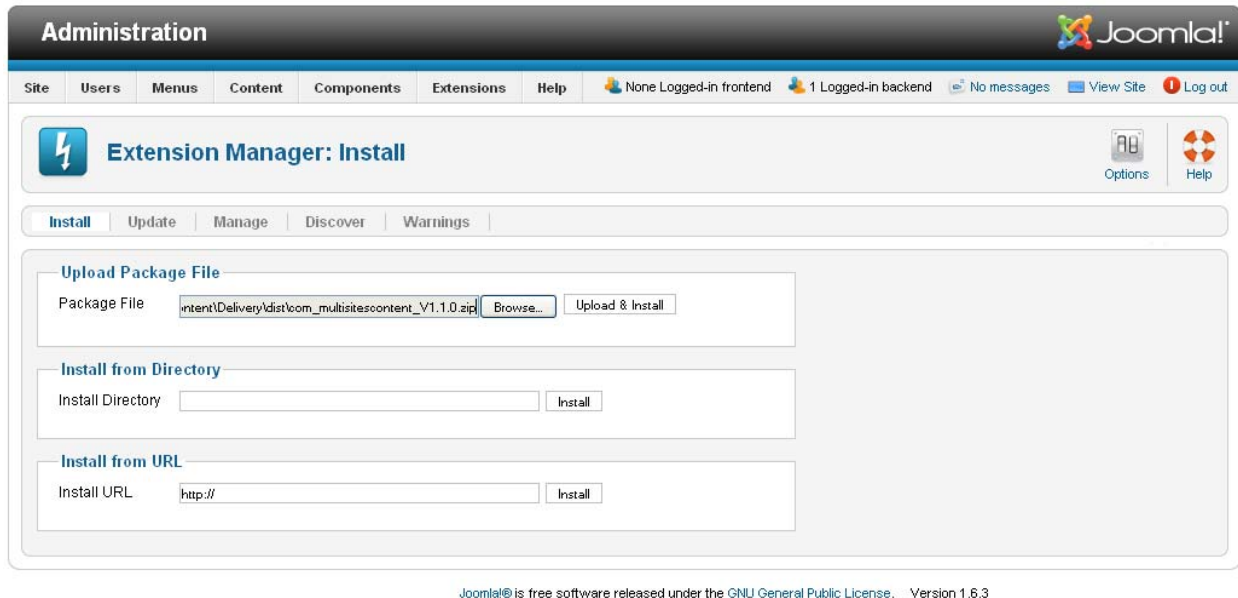 Administration
Joomla!
Site Users Menus Content Components Extensions Help None Logged-in frontend 1 Logged-in backend No messages View Site Log out
Extension Manager: Install
Options
Help
Install Update Manage Discover Warnings
Upload Package File
Package File ntent\Delivery\dist\com_multisitescontent_V1.1.0.zip Browse... Upload & Install
Install from Directory
Install Directory Install
Install from URL
Install URL http:// Install
Joomla!® is free software released under the GNU General Public License. Version 1.6.3